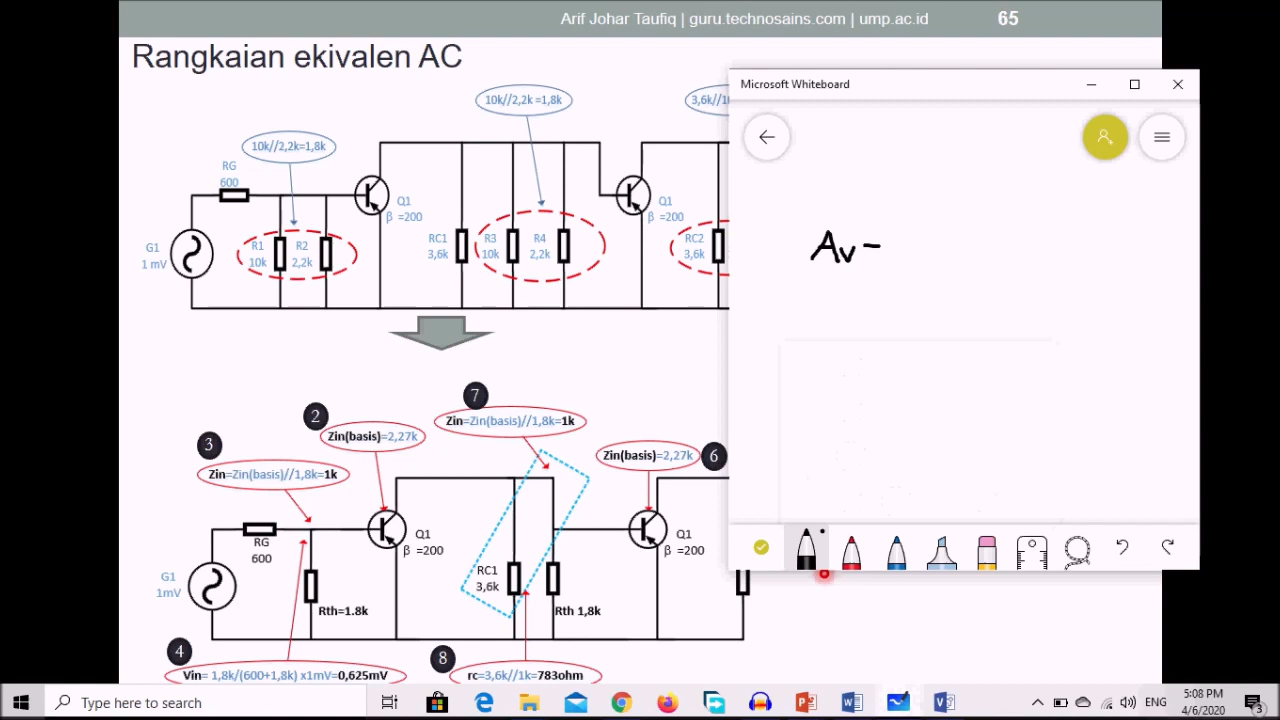 Arif Johar Taufiq | guru.technosains.com | ump.ac.id 65
Rangkaian ekivalen AC
10k//2,2k =1,8k
10k//2,2k=1,8k
RG
600
G1
1 mV
R1
10k
R2
2,2k
Q1
β =200
RC1
3,6k
R3
10k
R4
2,2k
Q1
β =200
RC2
3,6k
Microsoft Whiteboard
Av -
7
Zin=Zin(basis)//1,8k=1k
2
Zin(basis)=2,27k
3
Zin=Zin(basis)//1,8k=1k
Zin(basis)=2,27k
6
RG
600
G1
1mV
Rth=1.8k
Q1
β =200
RC1
3,6k
Rth 1,8k
Q1
β =200
4
Vin= 1,8k/(600+1,8k) x1mV=0,625mV
8
rc=3,6k//1k=783ohm
Type here to search
ENG
5:08 PM
4/6/2020
3